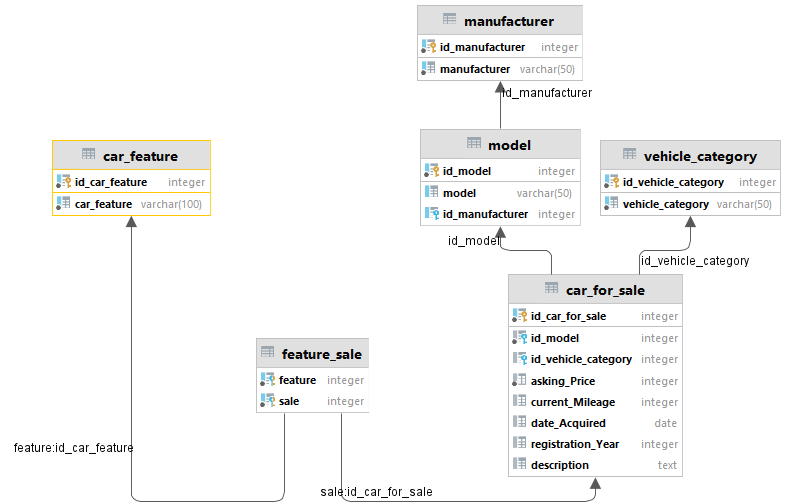 manufacturer
id_manufacturer integer
manufacturer varchar(50)
id_manufacturer
car_feature
id_car_feature integer
car_feature varchar(100)
model
id_model integer
model varchar(50)
id_manufacturer integer
vehicle_category
id_vehicle_category integer
vehicle_category varchar(50)
id_model
id_vehicle_category
car_for_sale
id_car_for_sale integer
id_model integer
id_vehicle_category integer
asking_Price integer
current_Mileage integer
date_Acquired date
registration_Year integer
description text
feature_sale
feature integer
sale integer
feature:id_car_feature
sale:id_car_for_sale